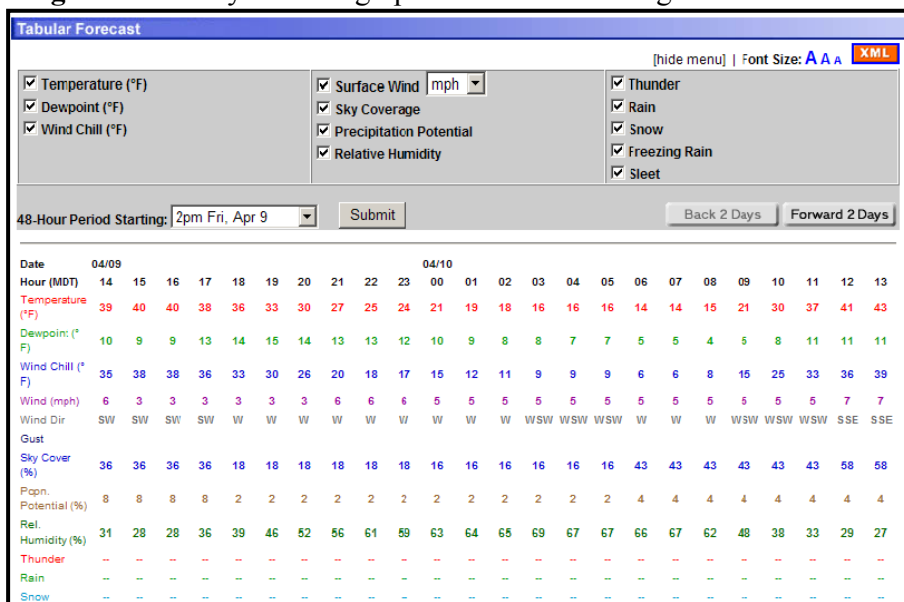 Tabular Forecast
[hide menu] | Font Size: A A A XML
Temperature (°F)
Dewpoint (°F)
Wind Chill (°F)
Surface Wind mph
Sky Coverage
Precipitation Potential
Relative Humidity
Thunder
Rain
Snow
Freezing Rain
Sleet
48-Hour Period Starting: 2pm Fri, Apr 9 Submit Back 2 Days Forward 2 Days
Date 04/09 04/10
Hour (MDT) 14 15 16 17 18 19 20 21 22 23 00 01 02 03 04 05 06 07 08 09 10 11 12 13
Temperature
(°F) 39 40 40 38 36 33 30 27 25 24 21 19 18 16 16 16 14 14 15 21 30 37 41 43
Dewpoint (°
F) 10 9 9 13 14 15 14 13 13 12 10 9 8 8 7 7 5 5 4 5 8 11 11 11
Wind Chill (°
F) 35 38 38 36 33 30 26 20 18 17 15 12 11 9 9 9 6 6 8 15 25 33 36 39
Wind (mph) 6 3 3 3 3 3 3 6 6 6 5 5 5 5 5 5 5 5 5 5 5 5 7 7
Wind Dir SW SW SW SW W W W W W W W W W WSW WSW WSW W W W WSW WSW WSW SSE SSE
Gust
Sky Cover
(%) 36 36 36 36 18 18 18 18 18 18 16 16 16 16 16 16 43 43 43 43 43 43 58 58
Pcpn.
Potential (%) 8 8 8 8 2 2 2 2 2 2 2 2 2 2 2 2 4 4 4 4 4 4 4 4
Rel.
Humidity (%) 31 28 28 36 39 46 52 56 61 59 63 64 65 69 67 67 66 67 62 48 38 33 29 27
Thunder -- -- -- -- -- -- -- -- -- -- -- -- -- -- -- -- -- -- -- -- -- -- -- --
Rain -- -- -- -- -- -- -- -- -- -- -- -- -- -- -- -- -- -- -- -- -- -- -- --
Snow -- -- -- -- -- -- -- -- -- -- -- -- -- -- -- -- -- -- -- -- -- -- -- --